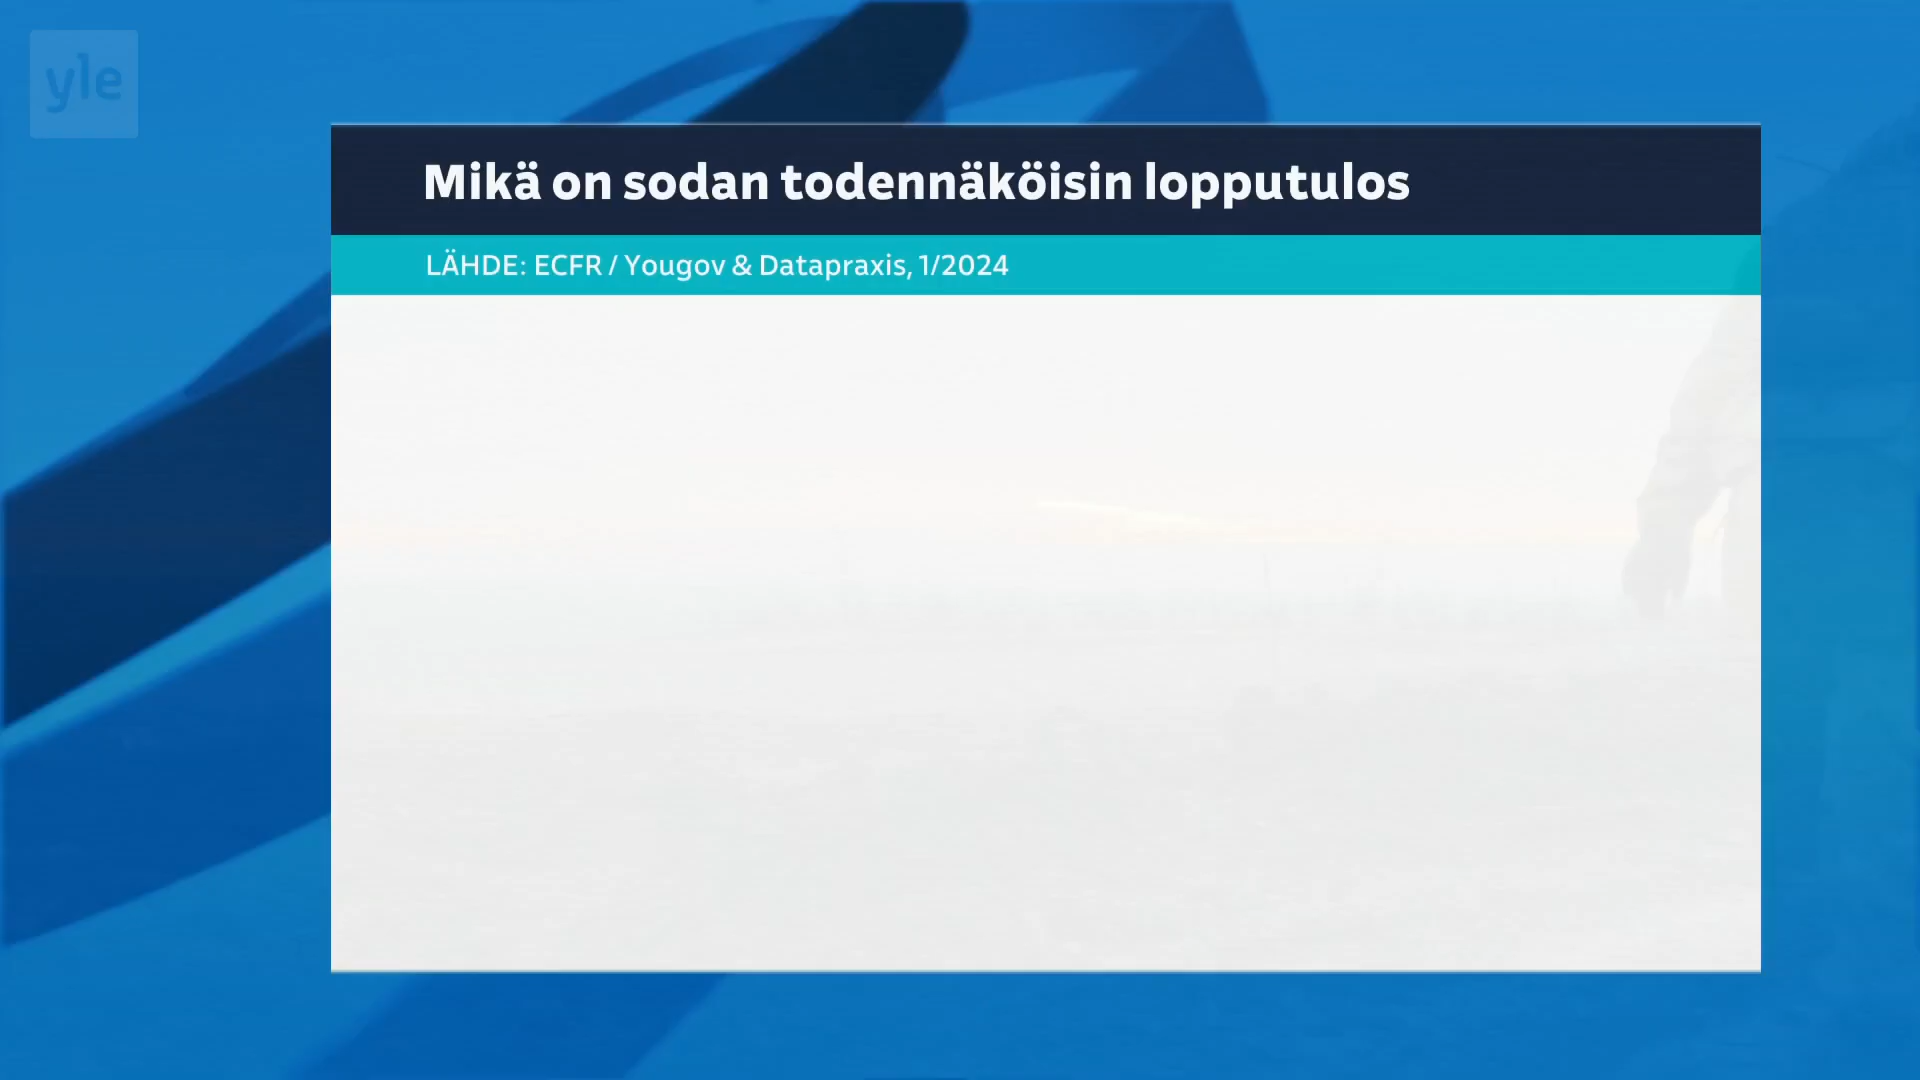 yle
Mikä on sodan todennäköisin lopputulos
LÄHDE: ECFR / Yougov & Datapraxis, 1/2024